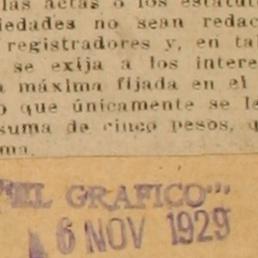 las actas o los estatut
iedades no sean redac
registradores y, en tal
se exija a los intere
a máxima fijada en el
o que únicamente se le
suma de cinco pesos, q
ma.
"EL GRAFICO"
6 NOV 1929